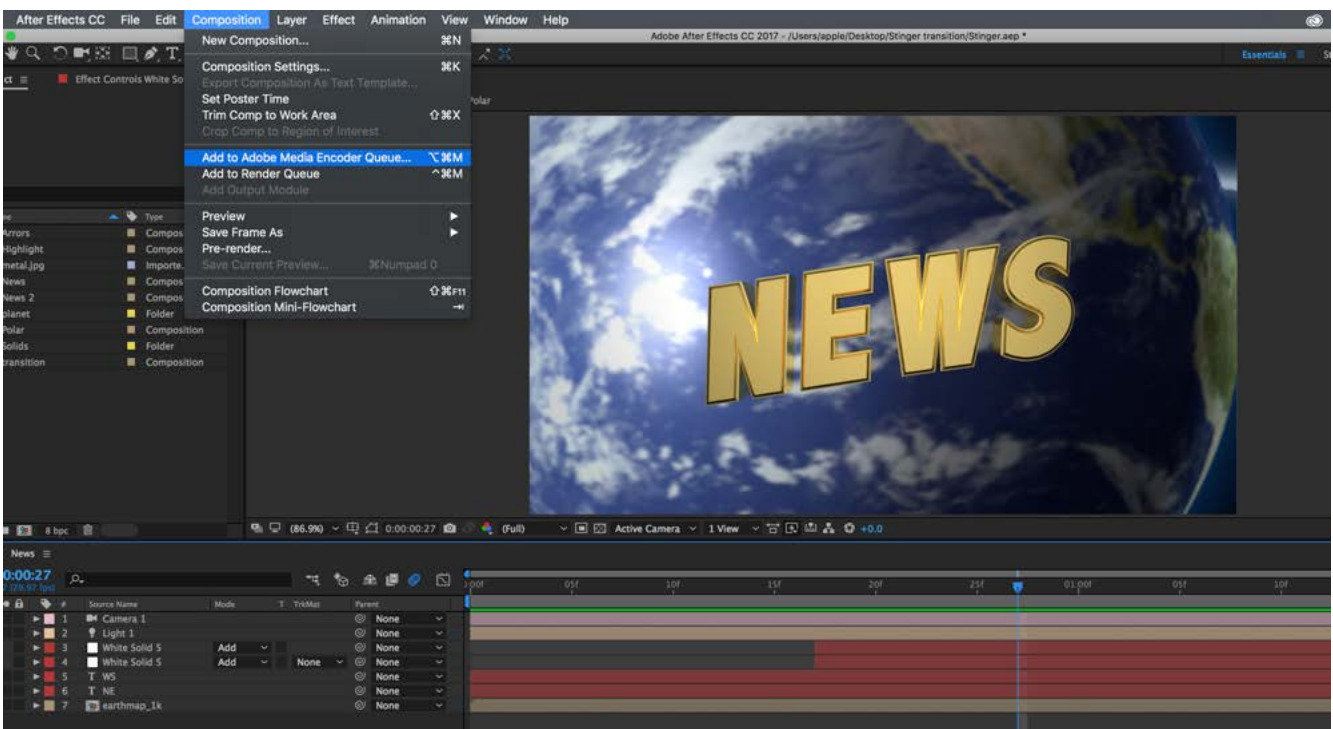 After Effects CC File Edit Composition Layer Effect Animation View Window Help
Adobe After Effects CC 2017 - /Users/apple/Desktop/Stinger transition/Stinger.aep *
Essentials
Effect Controls White So
Polar
New Composition... ⌘N
Composition Settings... ⌘K
Export Composition As Text Template...
Set Poster Time
Trim Comp to Work Area ⇧⌘X
Crop Comp to Region of Interest
Add to Adobe Media Encoder Queue... ⌥⌘M
Add to Render Queue ^⌘M
Add Output Module
Preview
Save Frame As
Pre-render...
Save Current Preview... ⌘Numpad 0
Composition Flowchart ⇧⌘F11
Composition Mini-Flowchart
Type
Arrors Compos
Highlight Compos
metal.jpg Importe
News Compos
News 2 Compos
planet Folder
Polar Composition
Solids Folder
transition Composition
NEWS
8 bpc
(86.9%) 0:00:00:27 (Full) Active Camera 1 View +0.0
News
0:00:27
(29.97 fps)
:00f 05f 10f 15f 20f 25f 01:00f 05f 10f
# Source Name Mode T TrkMat Parent
1 Camera 1 None
2 Light 1 None
3 White Solid 5 Add None
4 White Solid 5 Add None None
5 T WS None
6 T NE None
7 earthmap_1k None